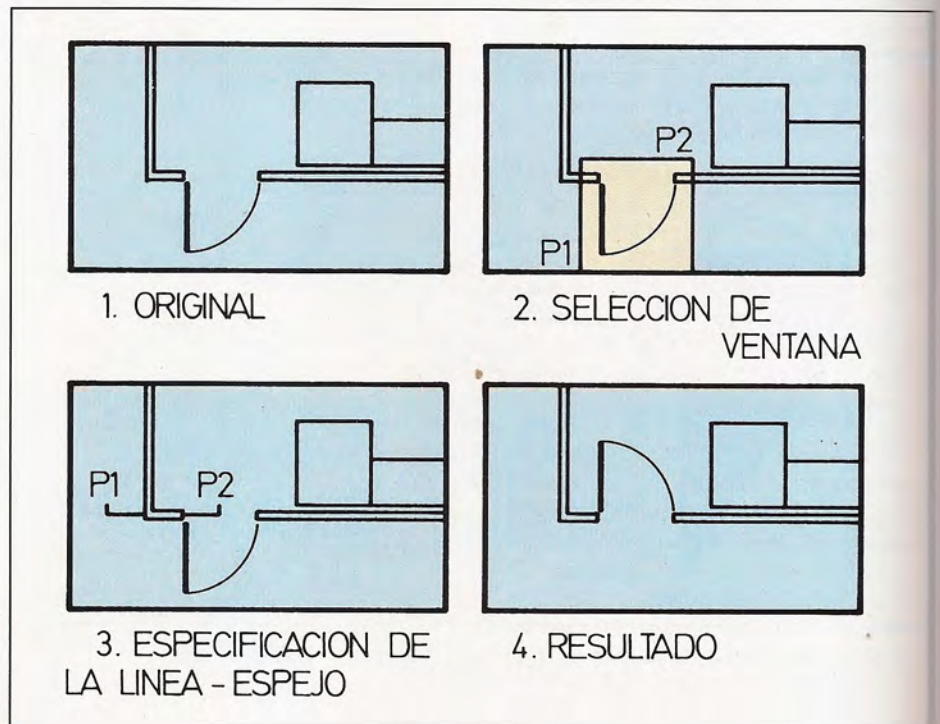 P2
P1
1. ORIGINAL
2. SELECCION DE
VENTANA
P1 P2
3. ESPECIFICACION DE
LA LINEA - ESPEJO
4. RESULTADO